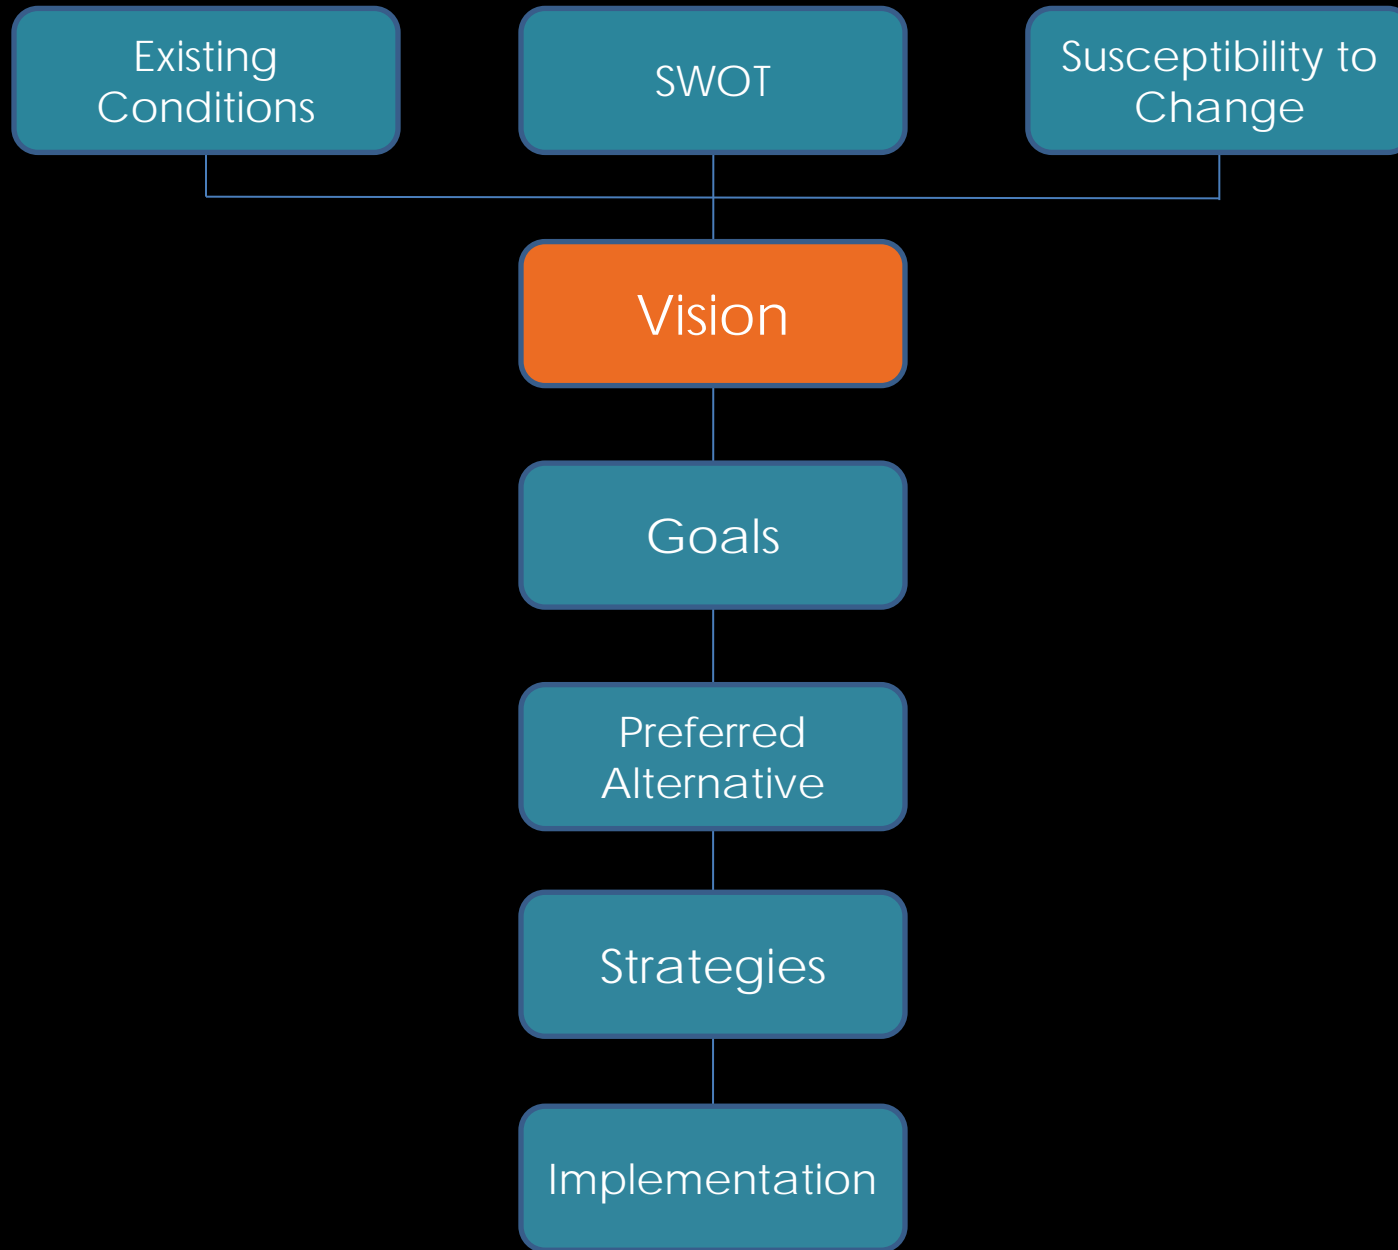 Existing
Conditions
SWOT
Susceptibility to
Change
Vision
Goals
Preferred
Alternative
Strategies
Implementation